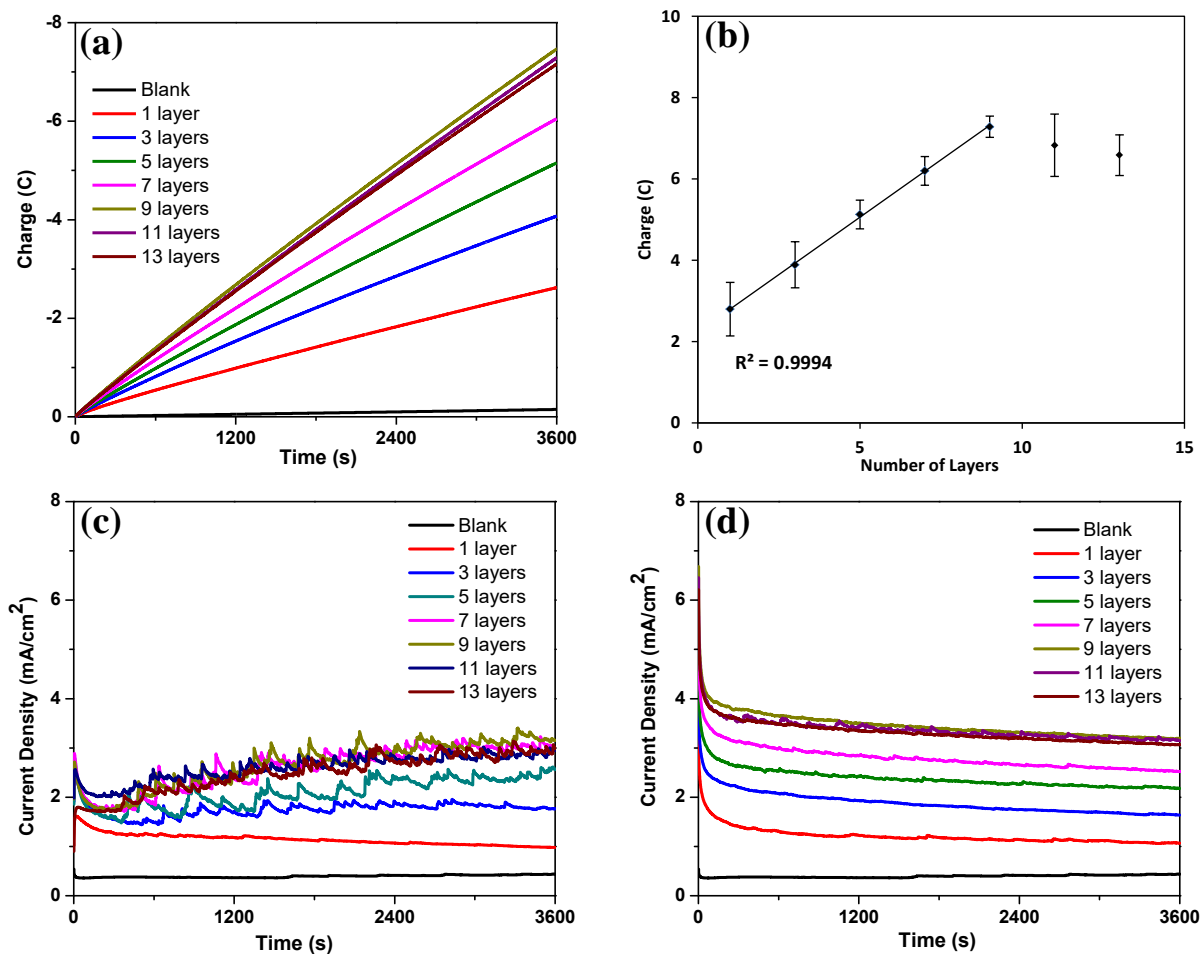 (a)
Charge (C)
-8
-6
-4
-2
0
Blank
1 layer
3 layers
5 layers
7 layers
9 layers
11 layers
13 layers
0 1200 2400 3600
Time (s)
(b)
Charge (C)
10
8
6
4
2
0
R² = 0.9994
0 5 10 15
Number of Layers
(c)
Current Density (mA/cm²)
8
6
4
2
0
Blank
1 layer
3 layers
5 layers
7 layers
9 layers
11 layers
13 layers
0 1200 2400 3600
Time (s)
(d)
Current Density (mA/cm²)
8
6
4
2
0
Blank
1 layer
3 layers
5 layers
7 layers
9 layers
11 layers
13 layers
0 1200 2400 3600
Time (s)